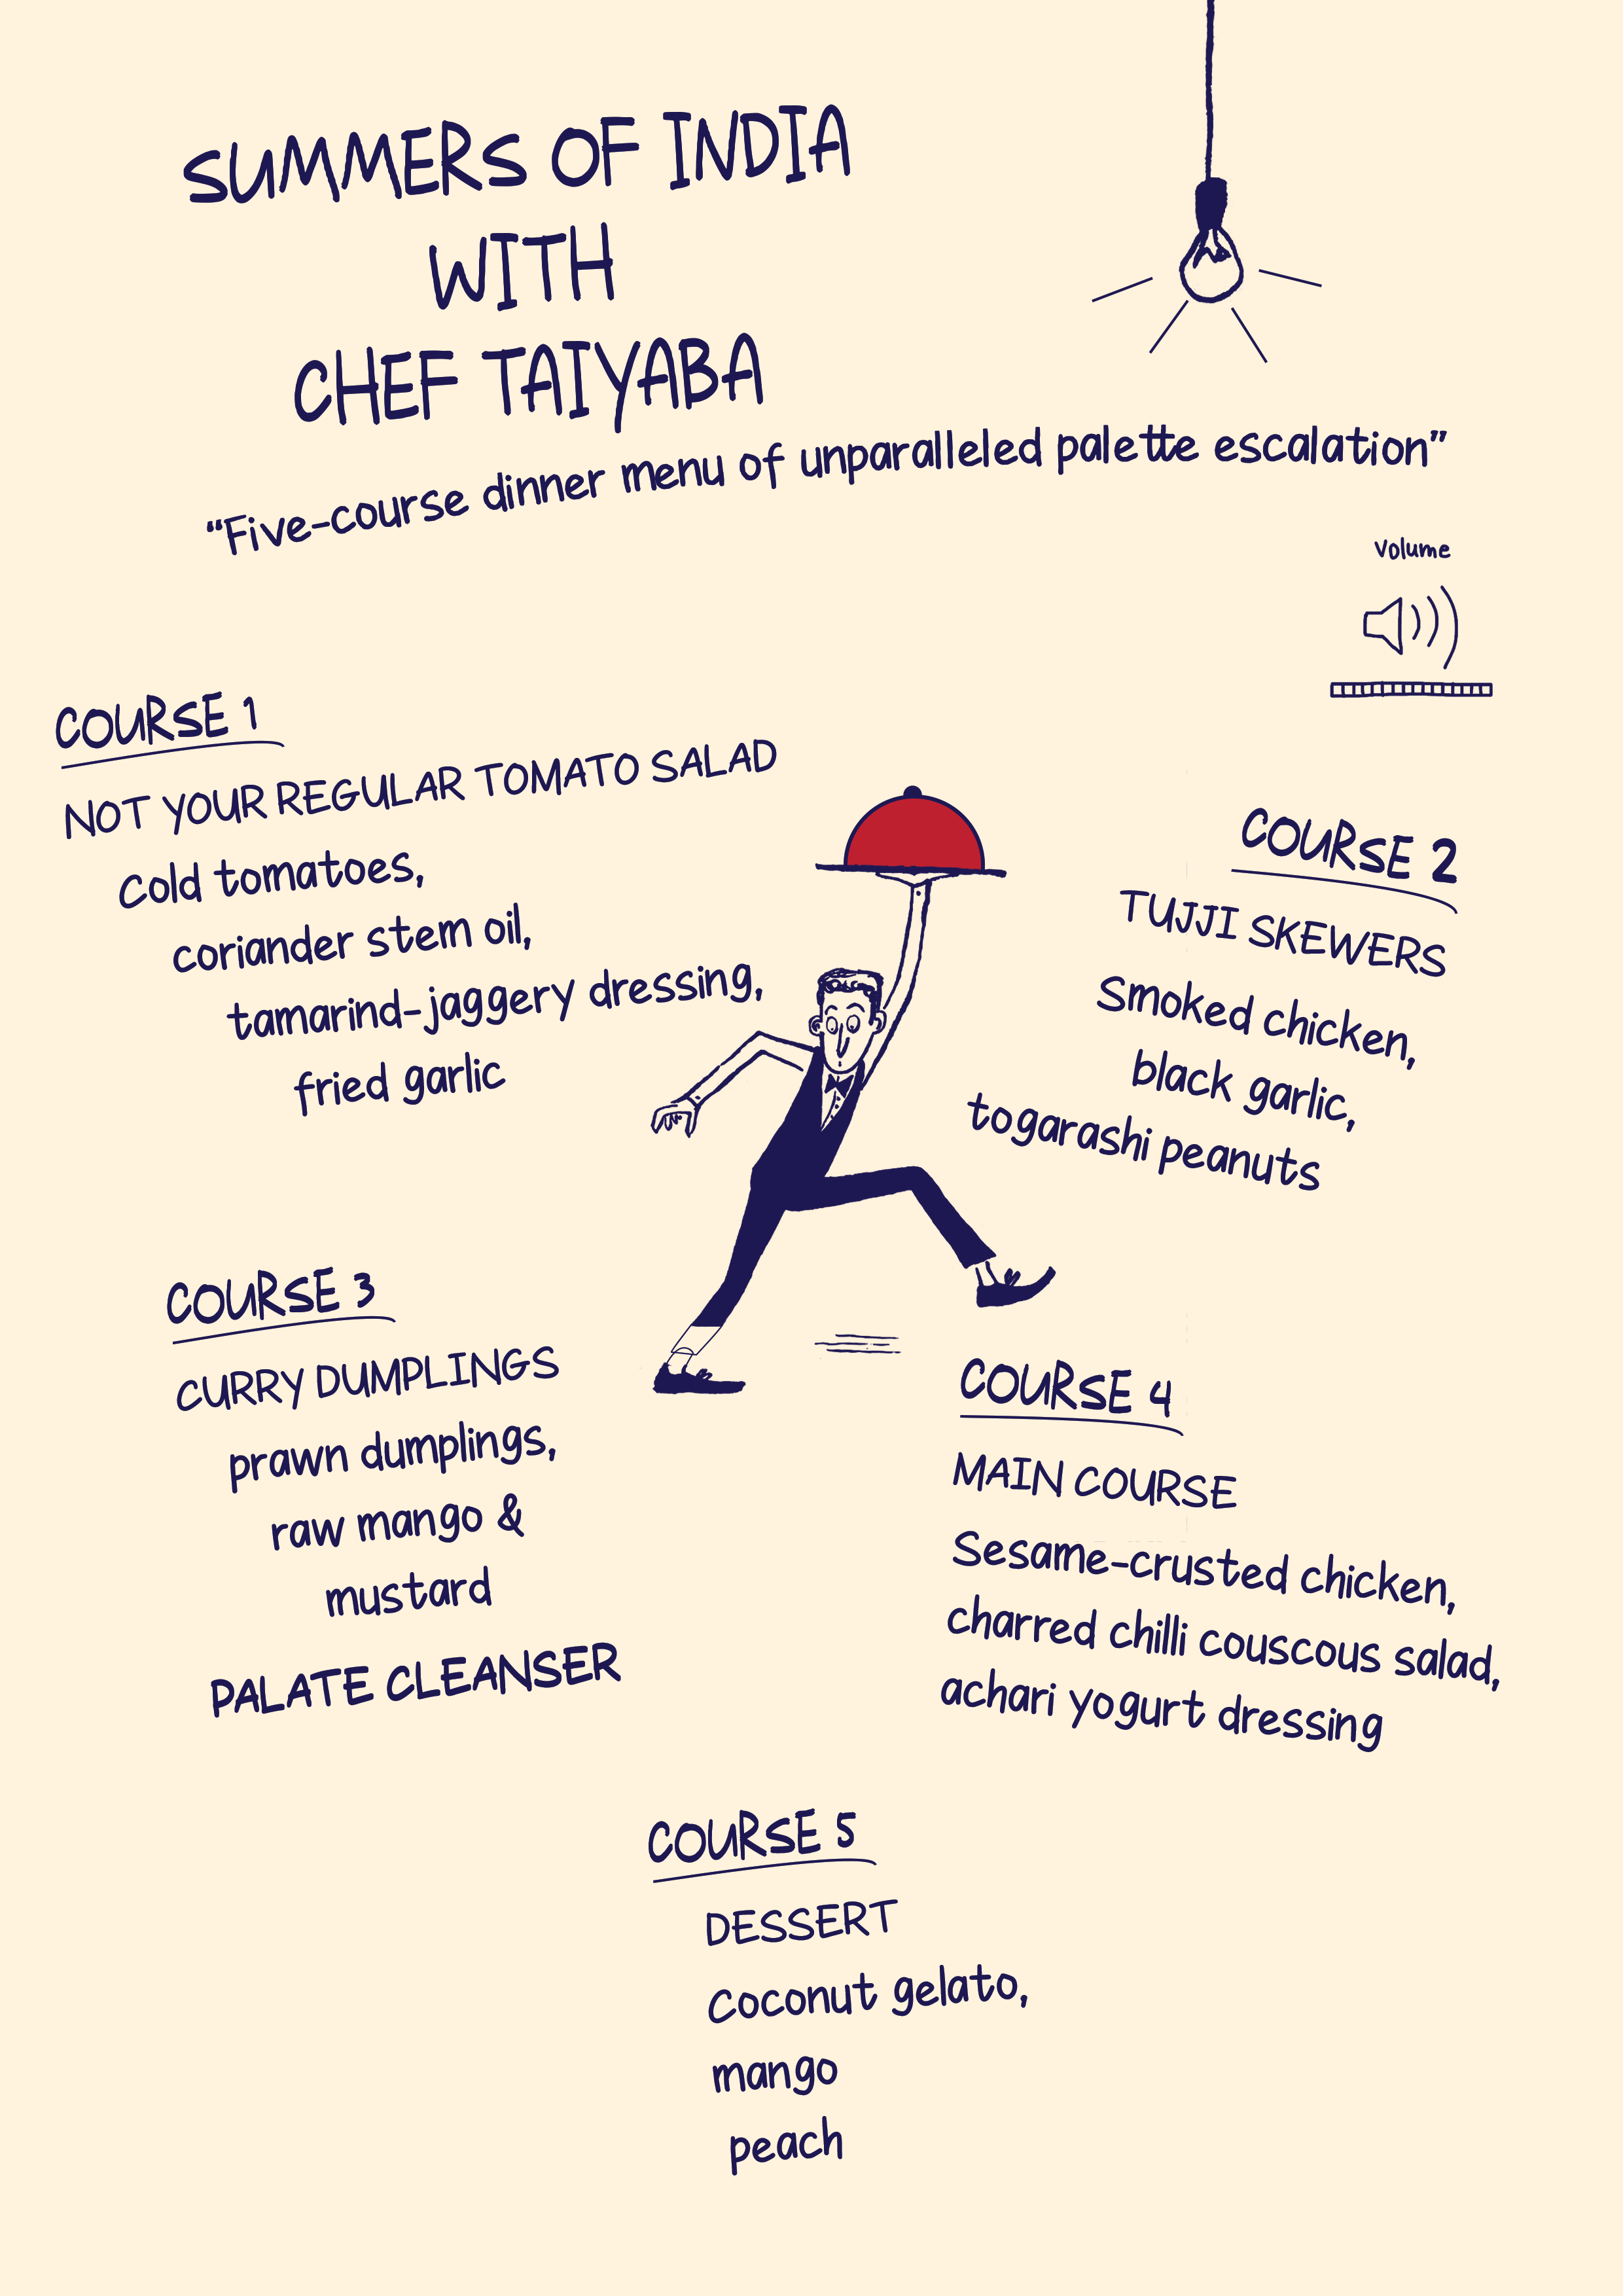 SUMMERS OF INDIA
WITH
CHEF TAIYABA
“Five-course dinner menu of unparalleled palette escalation”
volume
COURSE 1
NOT YOUR REGULAR TOMATO SALAD
Cold tomatoes,
coriander stem oil,
tamarind-jaggery dressing,
fried garlic
COURSE 2
TUJJI SKEWERS
Smoked chicken,
black garlic,
togarashi peanuts
COURSE 3
CURRY DUMPLINGS
prawn dumplings,
raw mango &
mustard
PALATE CLEANSER
COURSE 4
MAIN COURSE
Sesame-crusted chicken,
charred chilli couscous salad,
achari yogurt dressing
COURSE 5
DESSERT
Coconut gelato,
mango
peach